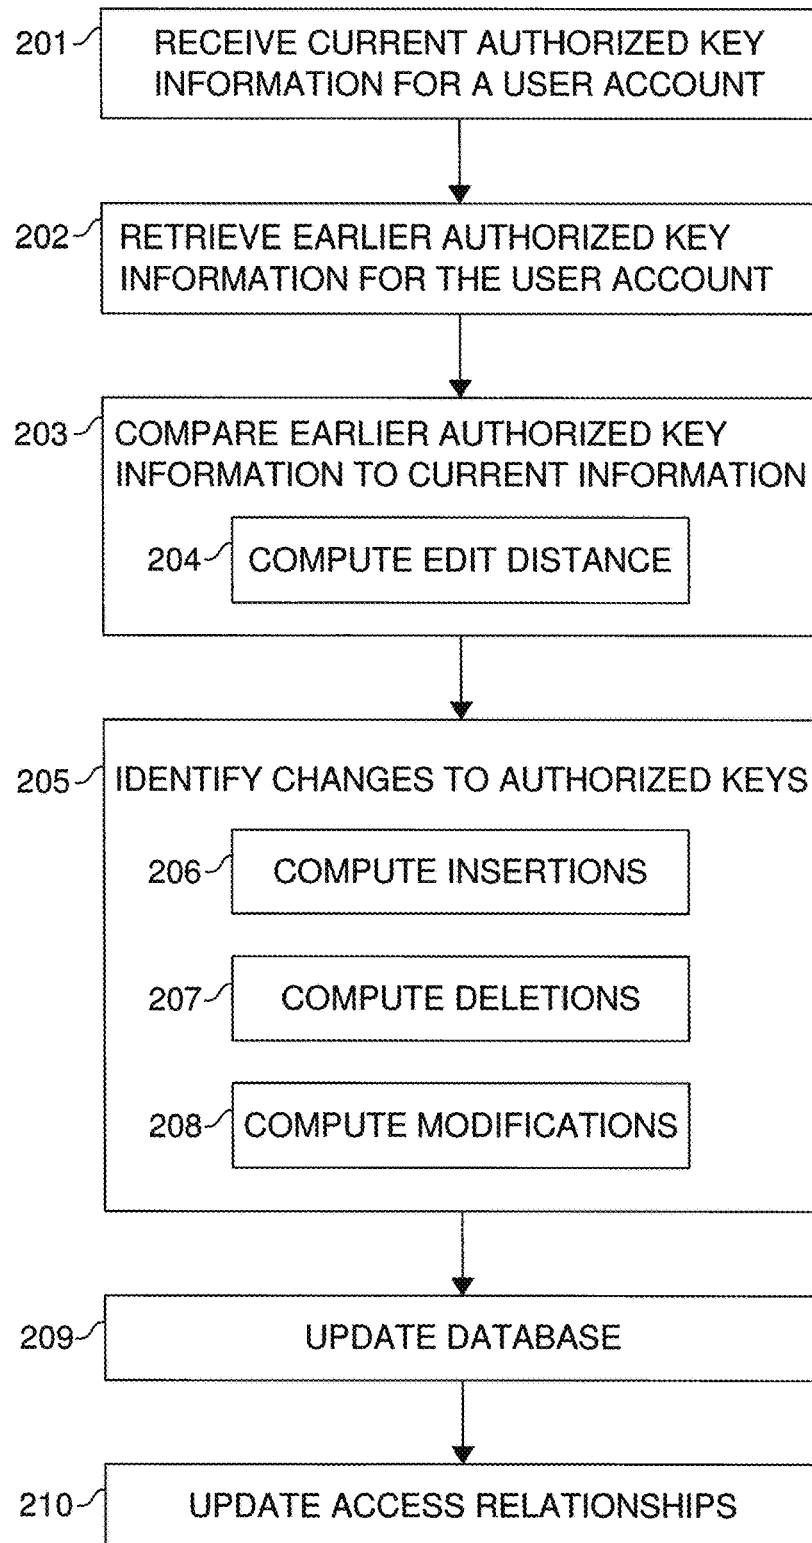 201 RECEIVE CURRENT AUTHORIZED KEY
INFORMATION FOR A USER ACCOUNT
202 RETRIEVE EARLIER AUTHORIZED KEY
INFORMATION FOR THE USER ACCOUNT
203 COMPARE EARLIER AUTHORIZED KEY
INFORMATION TO CURRENT INFORMATION
204 COMPUTE EDIT DISTANCE
205 IDENTIFY CHANGES TO AUTHORIZED KEYS
206 COMPUTE INSERTIONS
207 COMPUTE DELETIONS
208 COMPUTE MODIFICATIONS
209 UPDATE DATABASE
210 UPDATE ACCESS RELATIONSHIPS